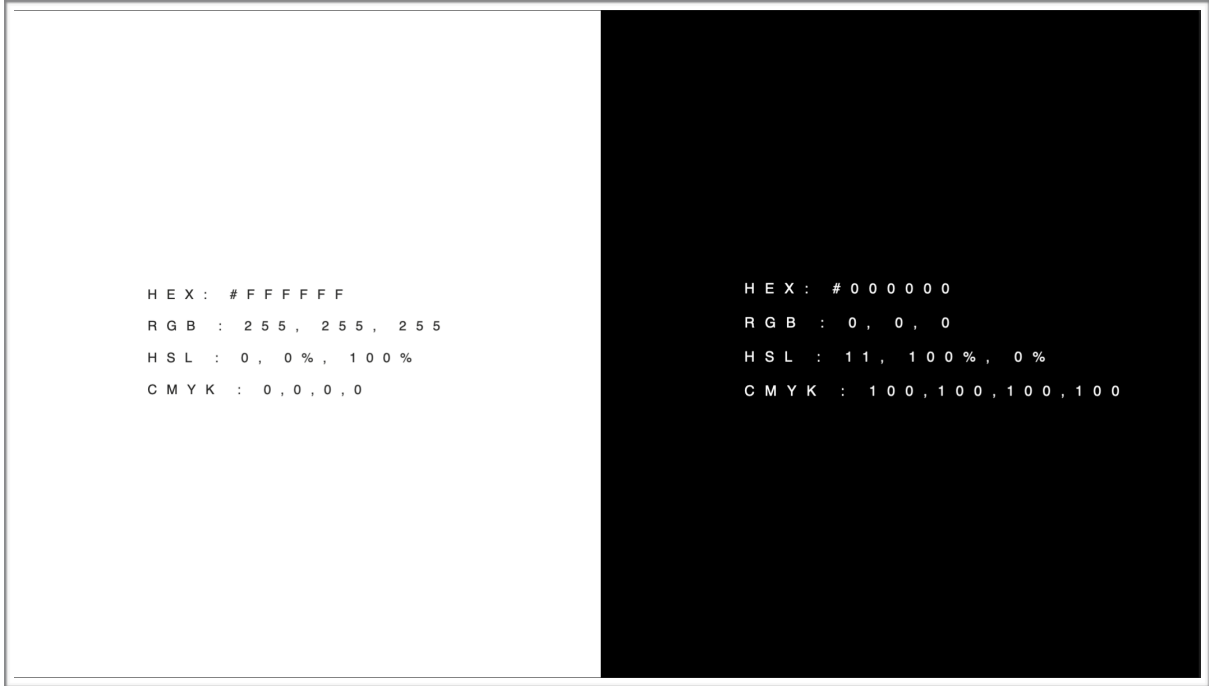 HEX: #FFFFFF
RGB : 255, 255, 255
HSL : 0, 0%, 100%
CMYK : 0,0,0,0
HEX: #000000
RGB : 0, 0, 0
HSL : 11, 100%, 0%
CMYK : 100,100,100,100